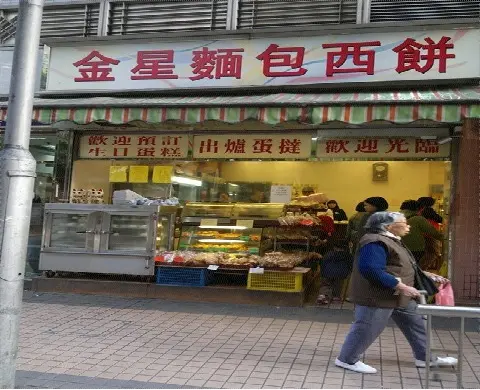 金星麵包西餅
歡迎預訂
生日蛋糕
出爐蛋撻
歡迎光臨